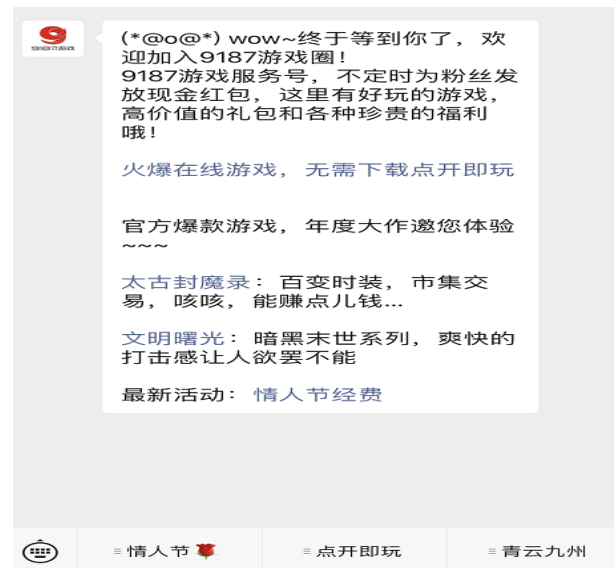 (*@o@*) wow~终于等到你了，欢
迎加入9187游戏圈！
9187游戏服务号，不定时为粉丝发
放现金红包，这里有好玩的游戏，
高价值的礼包和各种珍贵的福利
哦！
火爆在线游戏，无需下载点开即玩
官方爆款游戏，年度大作邀您体验
~~~
太古封魔录：百变时装，市集交
易，咳咳，能赚点儿钱...
文明曙光：暗黑末世系列，爽快的
打击感让人欲罢不能
最新活动：情人节经费
情人节🌹
点开即玩
青云九州